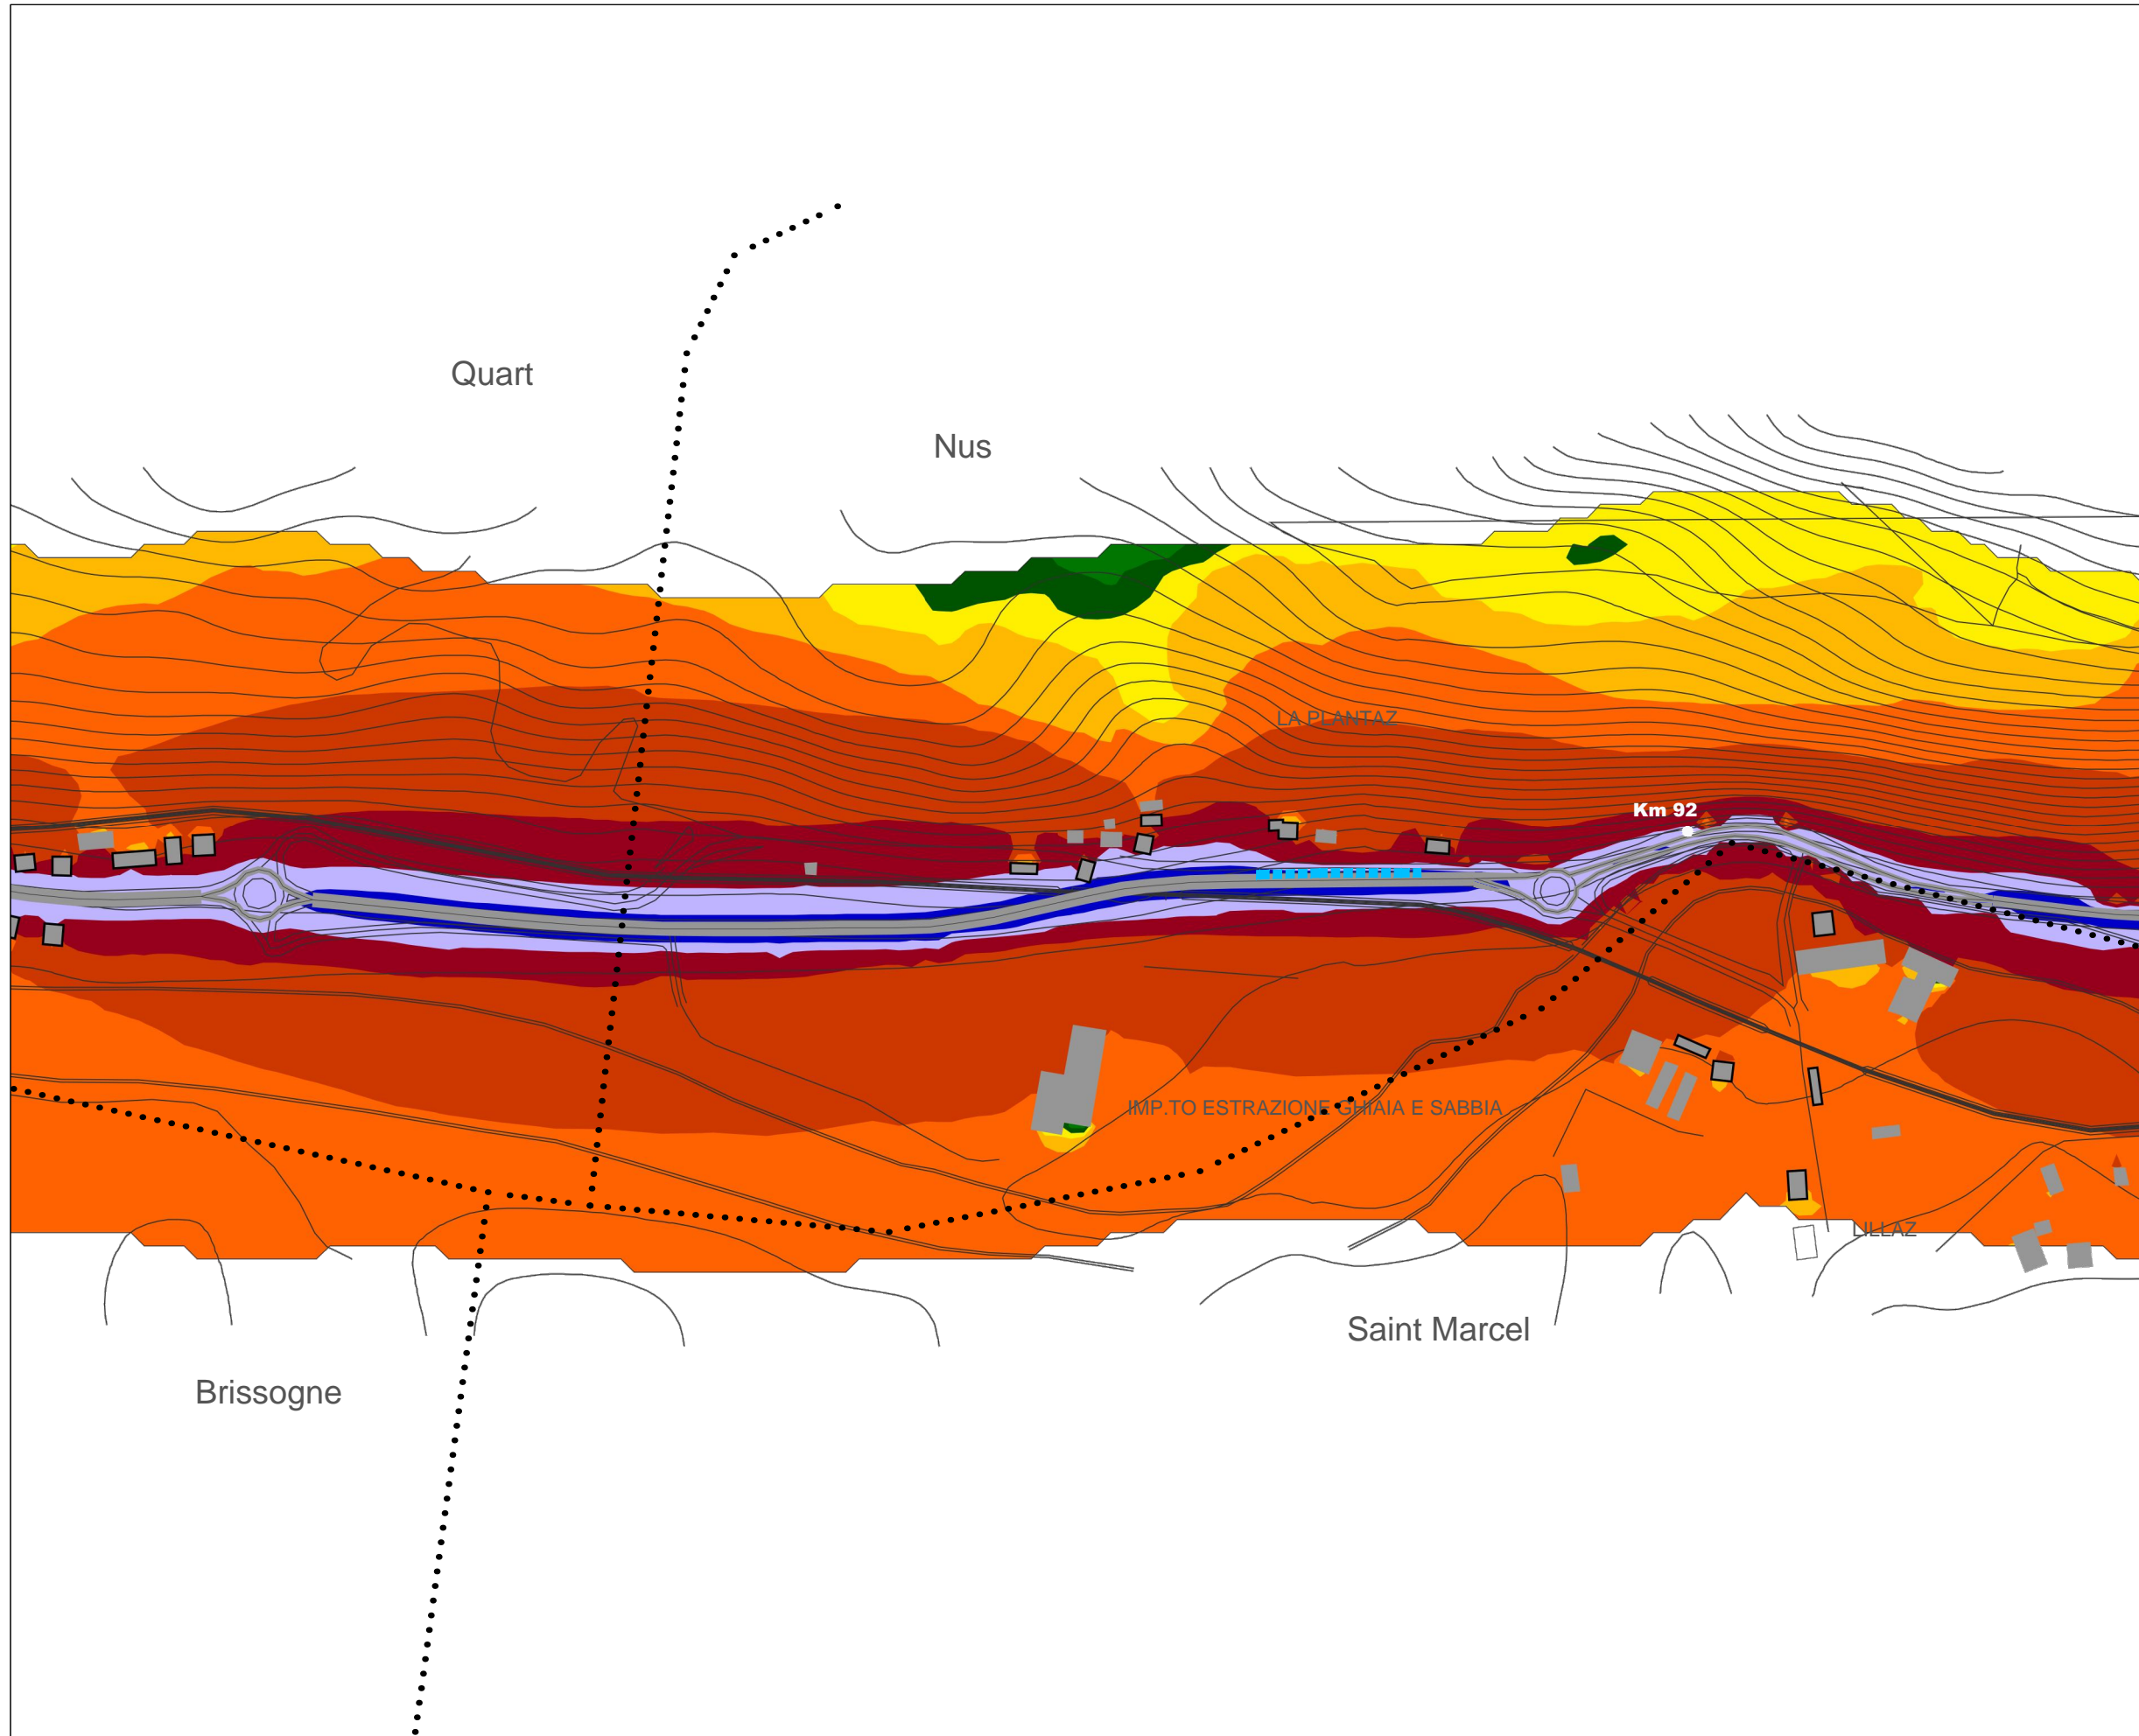 Quart
Nus
LA PLANTAZ
Km 92
IMP.TO ESTRAZIONE GHIAIA E SABBIA
LILLAZ
Saint Marcel
Brissogne